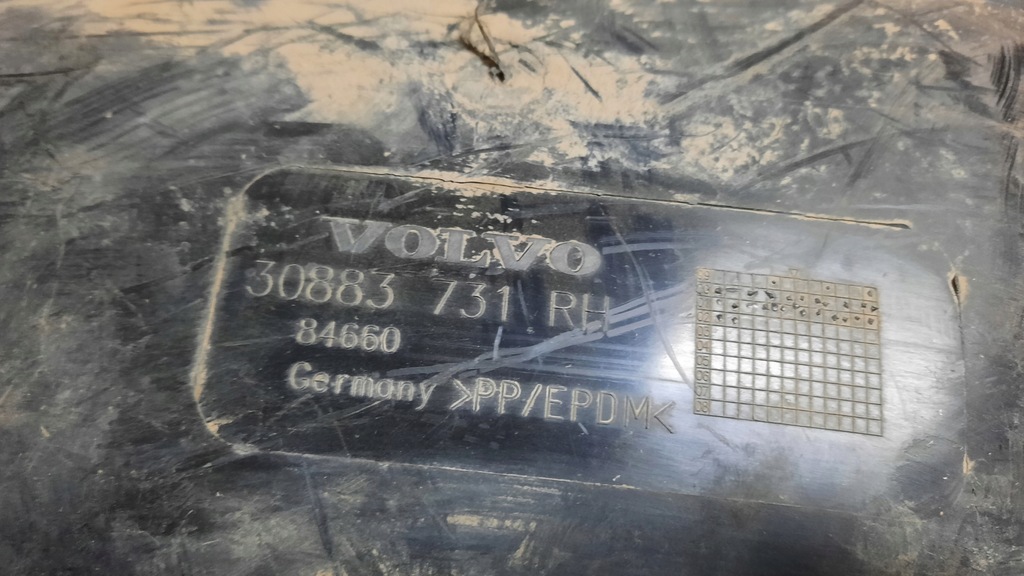 VOLVO
30883 731 RH
84660
Germany >PP/EPDM<